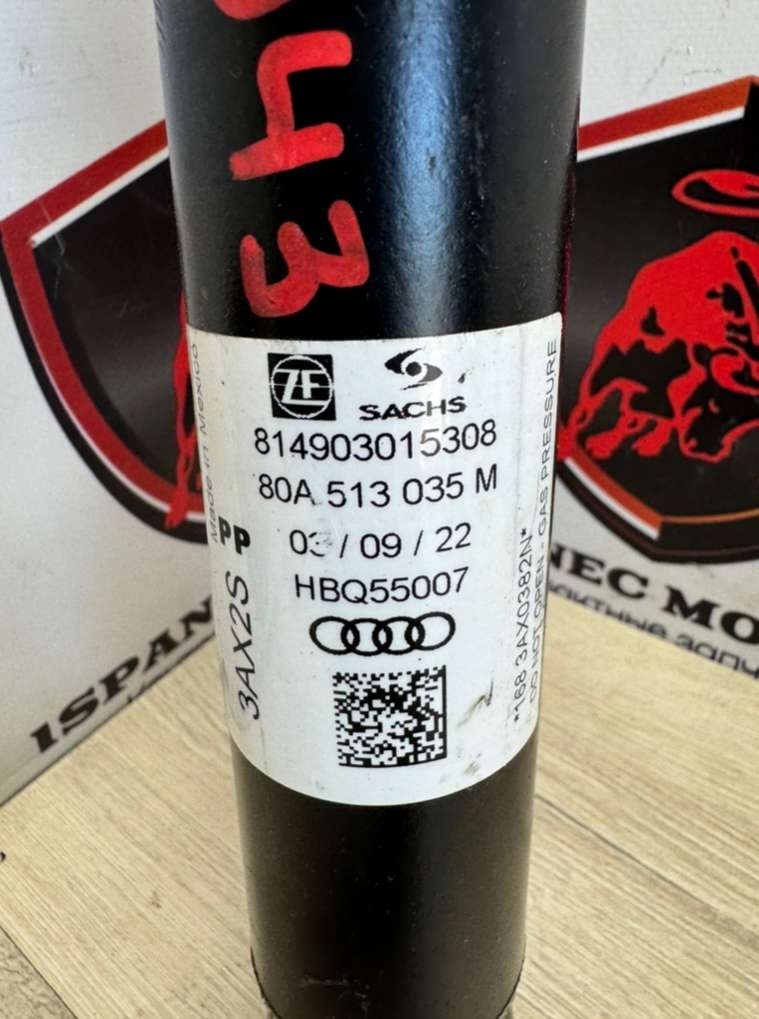 43
ZF
SACHS
814903015308
80A 513 035 M
03 / 09 / 22
HBQ55007
Made in Mexico
PP
3AX2S
*168 3AX0382N*
DO NOT OPEN - GAS PRESSURE
ISPAN
NEC MO